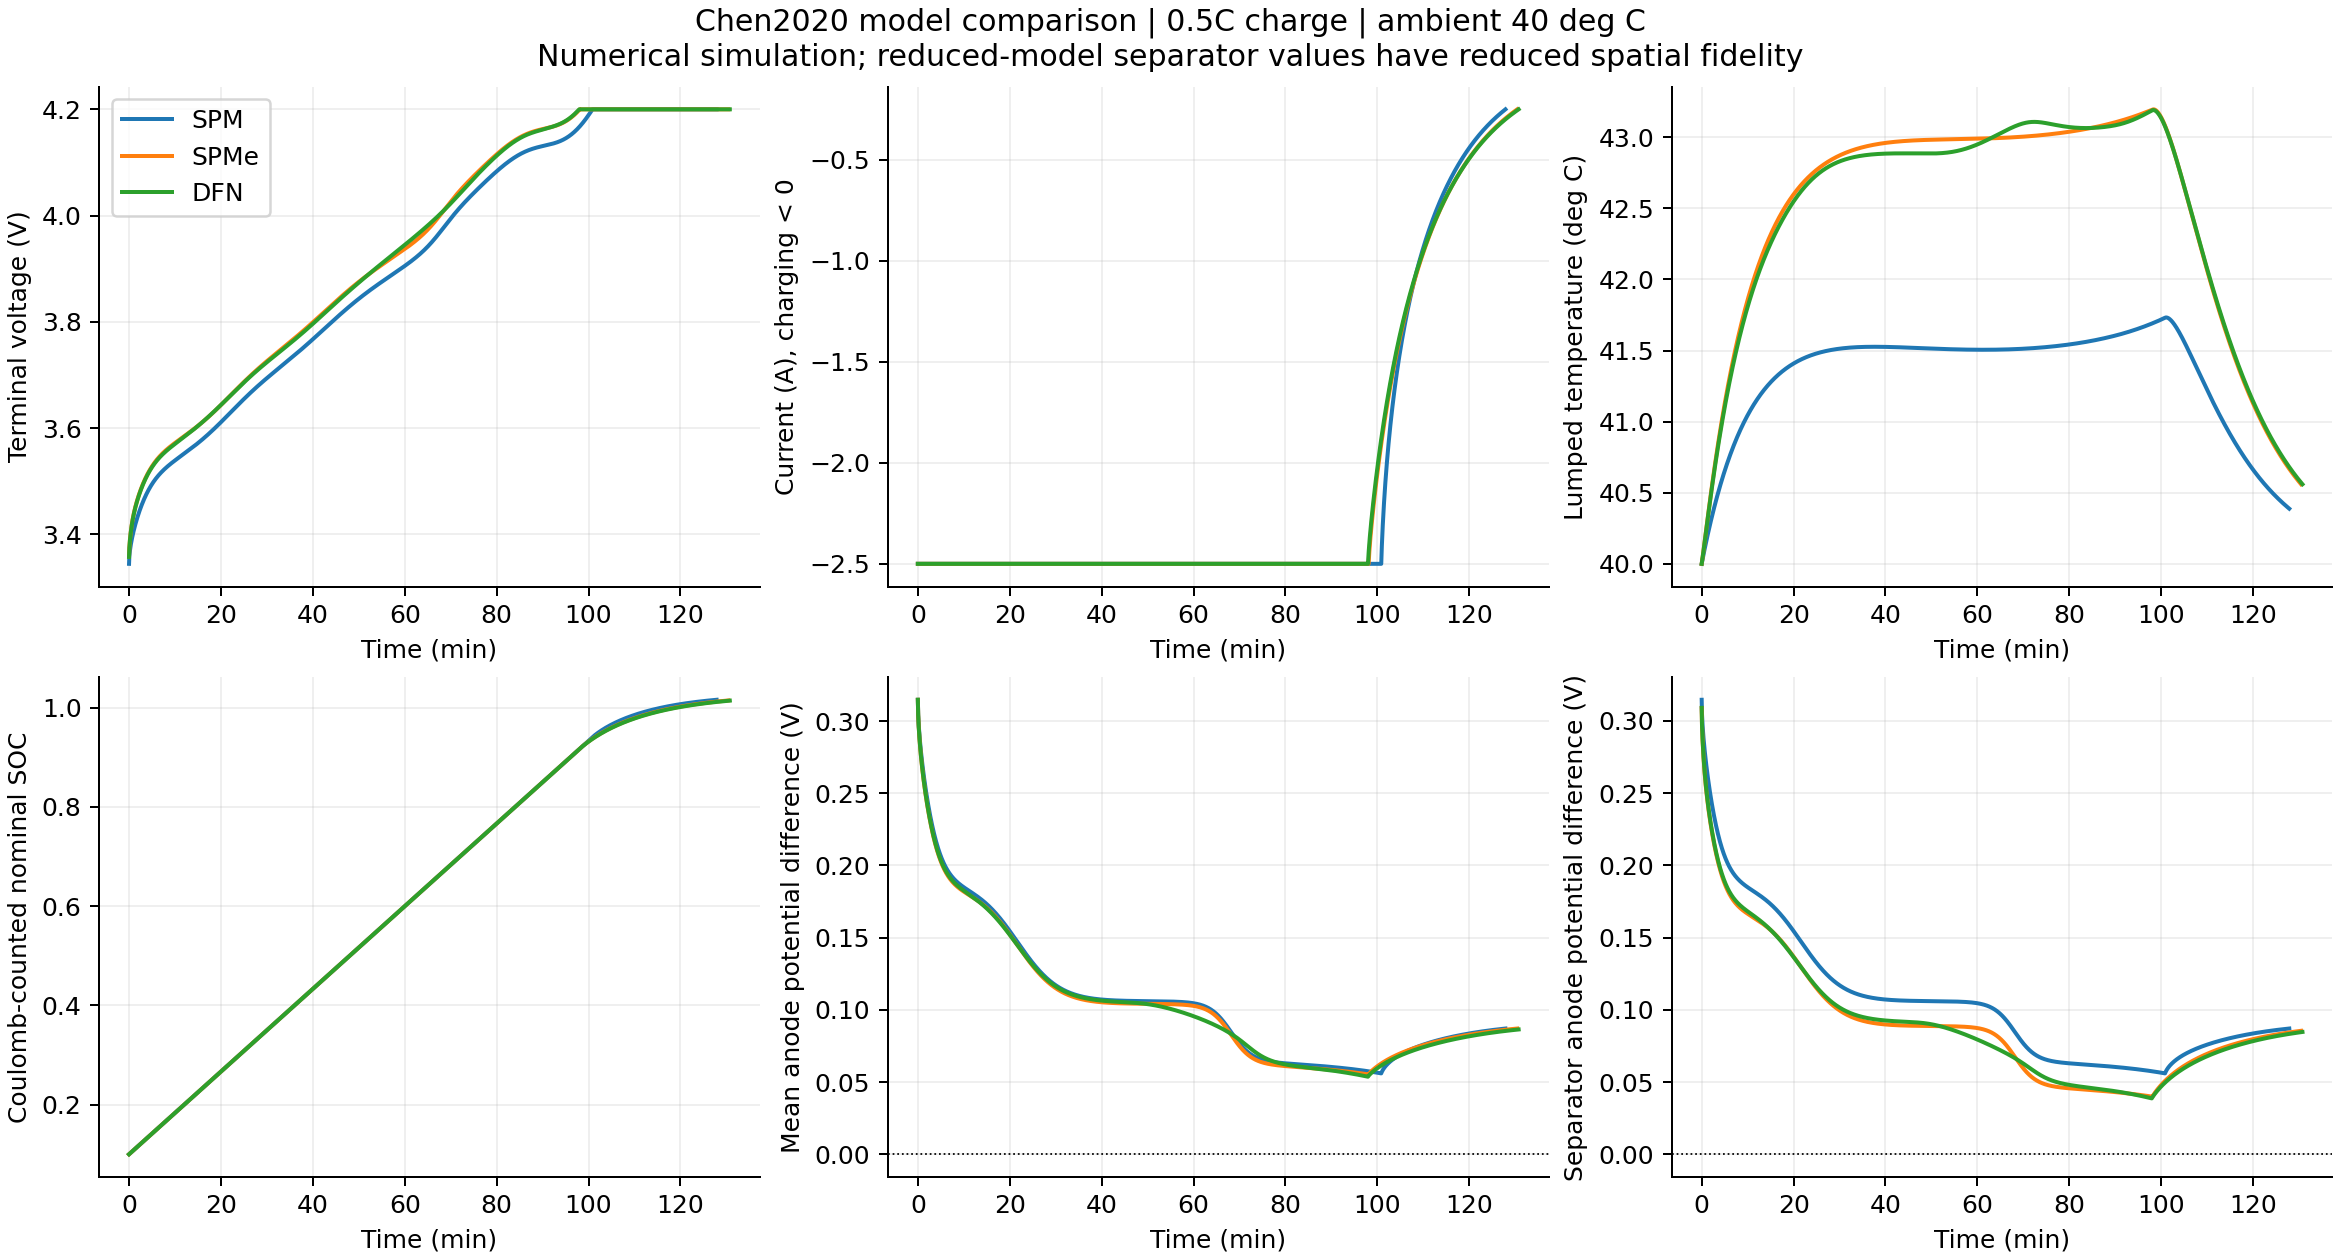 Chen2020 model comparison | 0.5C charge | ambient 40 deg C
Numerical simulation; reduced-model separator values have reduced spatial fidelity
Terminal voltage (V)
4.2
4.0
3.8
3.6
3.4
SPM
SPMe
DFN
0 20 40 60 80 100 120
Time (min)
Current (A), charging < 0
−0.5
−1.0
−1.5
−2.0
−2.5
0 20 40 60 80 100 120
Time (min)
Lumped temperature (deg C)
43.0
42.5
42.0
41.5
41.0
40.5
40.0
0 20 40 60 80 100 120
Time (min)
Coulomb-counted nominal SOC
1.0
0.8
0.6
0.4
0.2
0 20 40 60 80 100 120
Time (min)
Mean anode potential difference (V)
0.30
0.25
0.20
0.15
0.10
0.05
0.00
0 20 40 60 80 100 120
Time (min)
Separator anode potential difference (V)
0.30
0.25
0.20
0.15
0.10
0.05
0.00
0 20 40 60 80 100 120
Time (min)